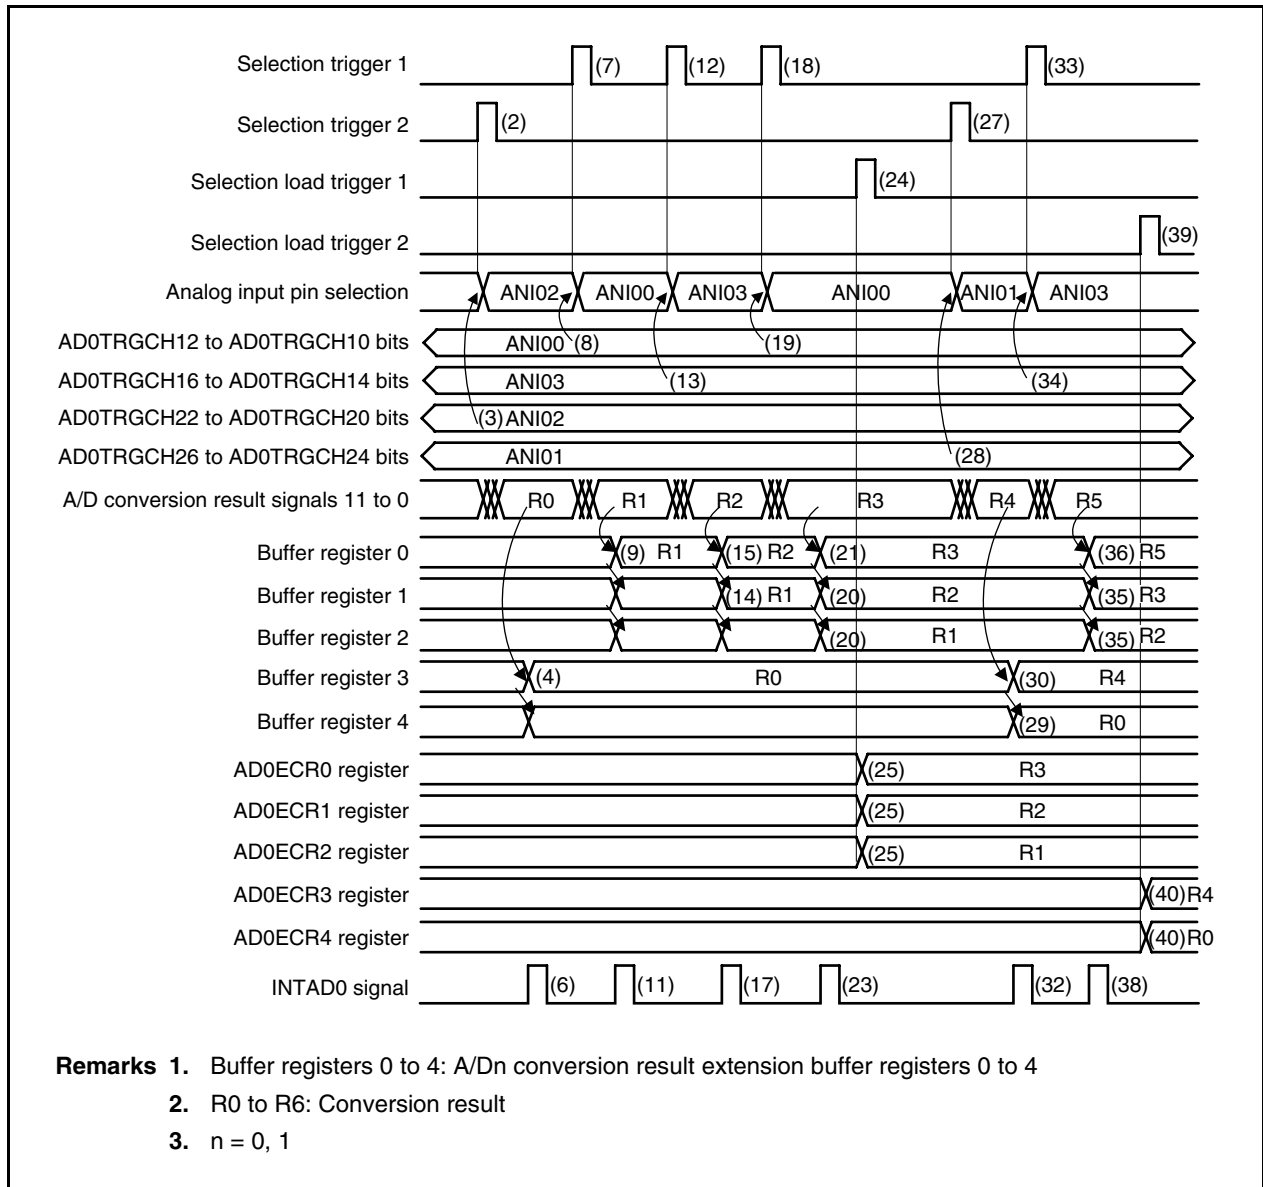 Selection trigger 1 (7) (12) (18) (33)
Selection trigger 2 (2) (27)
Selection load trigger 1 (24)
Selection load trigger 2 (39)
Analog input pin selection ANI02 ANI00 ANI03 ANI00 ANI01 ANI03
AD0TRGCH12 to AD0TRGCH10 bits ANI00 (8) (19)
AD0TRGCH16 to AD0TRGCH14 bits ANI03 (13) (34)
AD0TRGCH22 to AD0TRGCH20 bits (3) ANI02
AD0TRGCH26 to AD0TRGCH24 bits ANI01 (28)
A/D conversion result signals 11 to 0 R0 R1 R2 R3 R4 R5
Buffer register 0 (9) R1 (15) R2 (21) R3 (36) R5
Buffer register 1 (14) R1 (20) R2 (35) R3
Buffer register 2 (20) R1 (35) R2
Buffer register 3 (4) R0 (30) R4
Buffer register 4 (29) R0
AD0ECR0 register (25) R3
AD0ECR1 register (25) R2
AD0ECR2 register (25) R1
AD0ECR3 register (40) R4
AD0ECR4 register (40) R0
INTAD0 signal (6) (11) (17) (23) (32) (38)
Remarks 1. Buffer registers 0 to 4: A/Dn conversion result extension buffer registers 0 to 4
2. R0 to R6: Conversion result
3. n = 0, 1